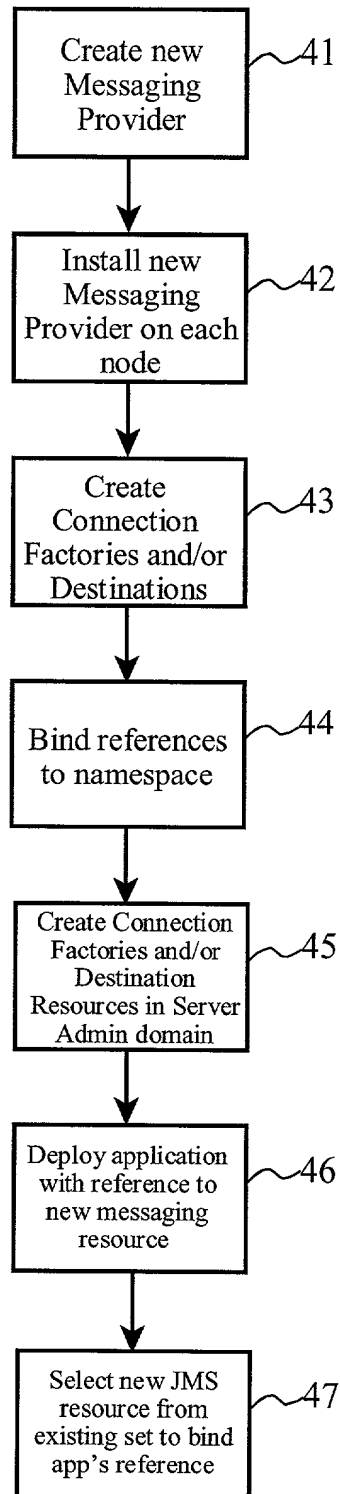 Create new
Messaging
Provider
41
Install new
Messaging
Provider on each
node
42
Create
Connection
Factories and/or
Destinations
43
Bind references
to namespace
44
Create Connection
Factories and/or
Destination
Resources in Server
Admin domain
45
Deploy application
with reference to
new messaging
resource
46
Select new JMS
resource from
existing set to bind
app's reference
47